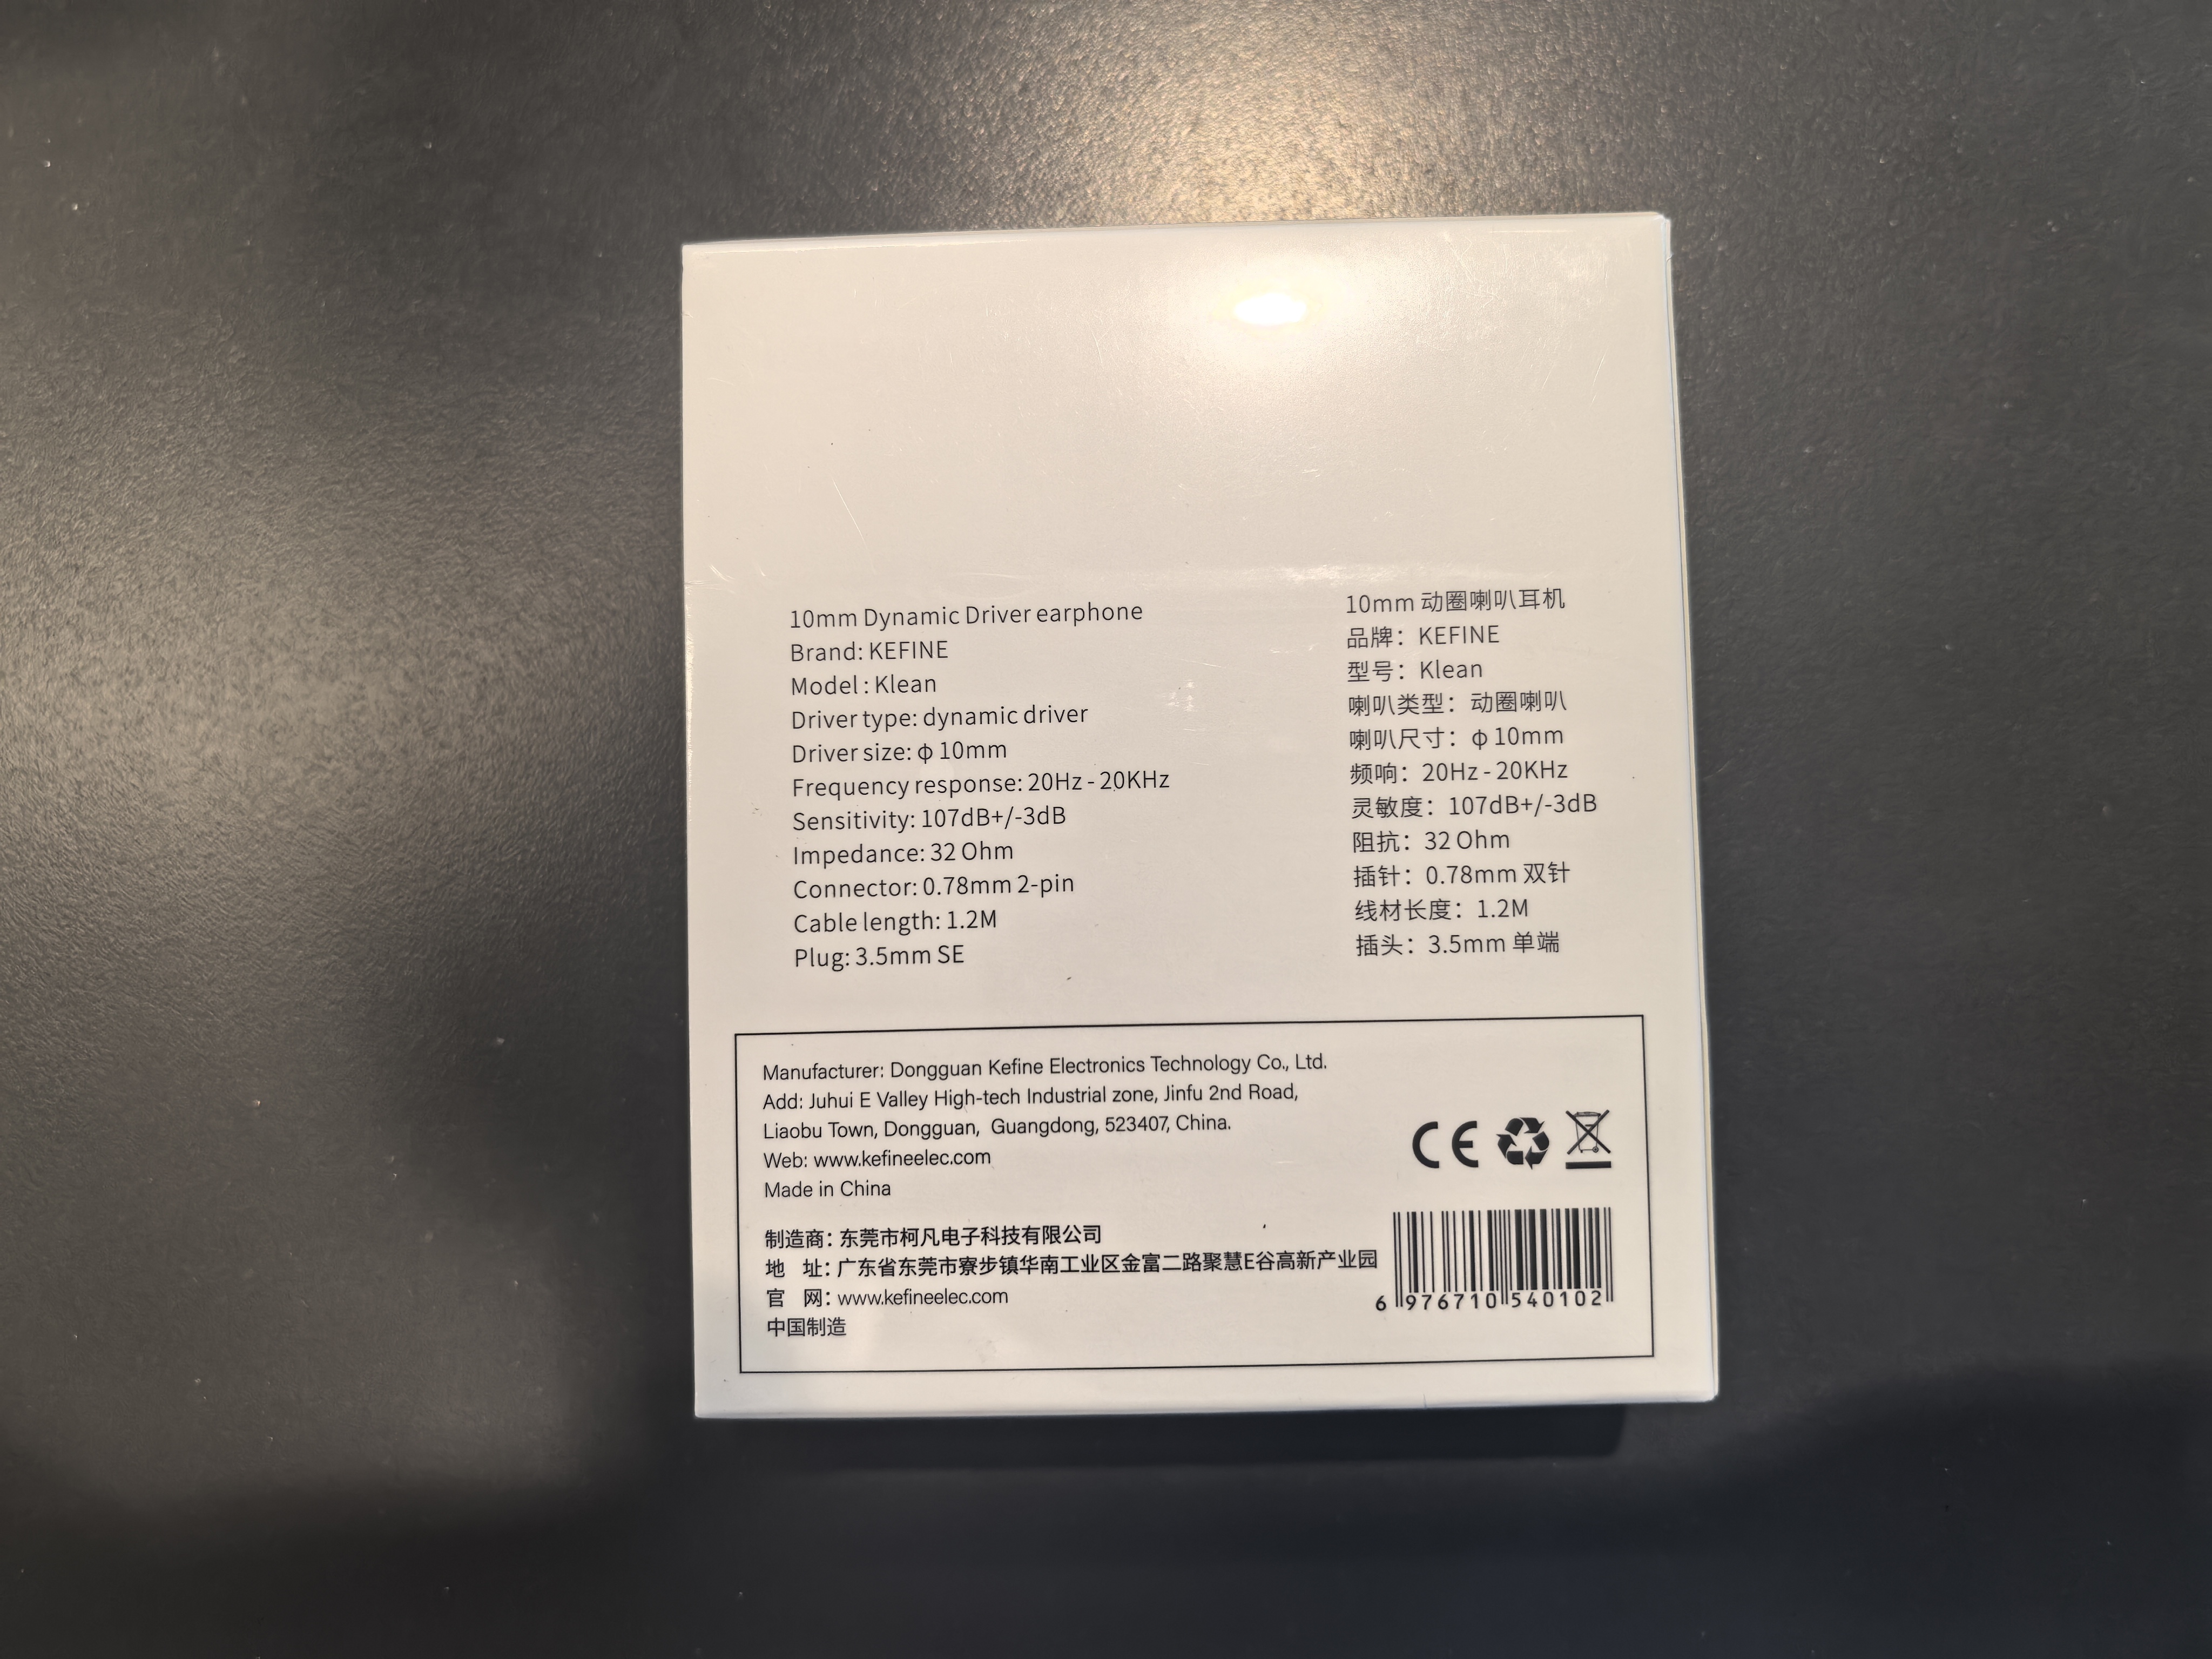 10mm Dynamic Driver earphone
Brand: KEFINE
Model : Klean
Driver type: dynamic driver
Driver size: φ 10mm
Frequency response: 20Hz - 20KHz
Sensitivity: 107dB+/-3dB
Impedance: 32 Ohm
Connector: 0.78mm 2-pin
Cable length: 1.2M
Plug: 3.5mm SE
10mm 动圈喇叭耳机
品牌：KEFINE
型号：Klean
喇叭类型：动圈喇叭
喇叭尺寸：φ 10mm
频响：20Hz - 20KHz
灵敏度：107dB+/-3dB
阻抗：32 Ohm
插针：0.78mm 双针
线材长度：1.2M
插头：3.5mm 单端
Manufacturer: Dongguan Kefine Electronics Technology Co., Ltd.
Add: Juhui E Valley High-tech Industrial zone, Jinfu 2nd Road,
Liaobu Town, Dongguan, Guangdong, 523407, China.
Web: www.kefineelec.com
Made in China
制造商：东莞市柯凡电子科技有限公司
地 址：广东省东莞市寮步镇华南工业区金富二路聚慧E谷高新产业园
官 网：www.kefineelec.com
中国制造
CE
6 976710 540102